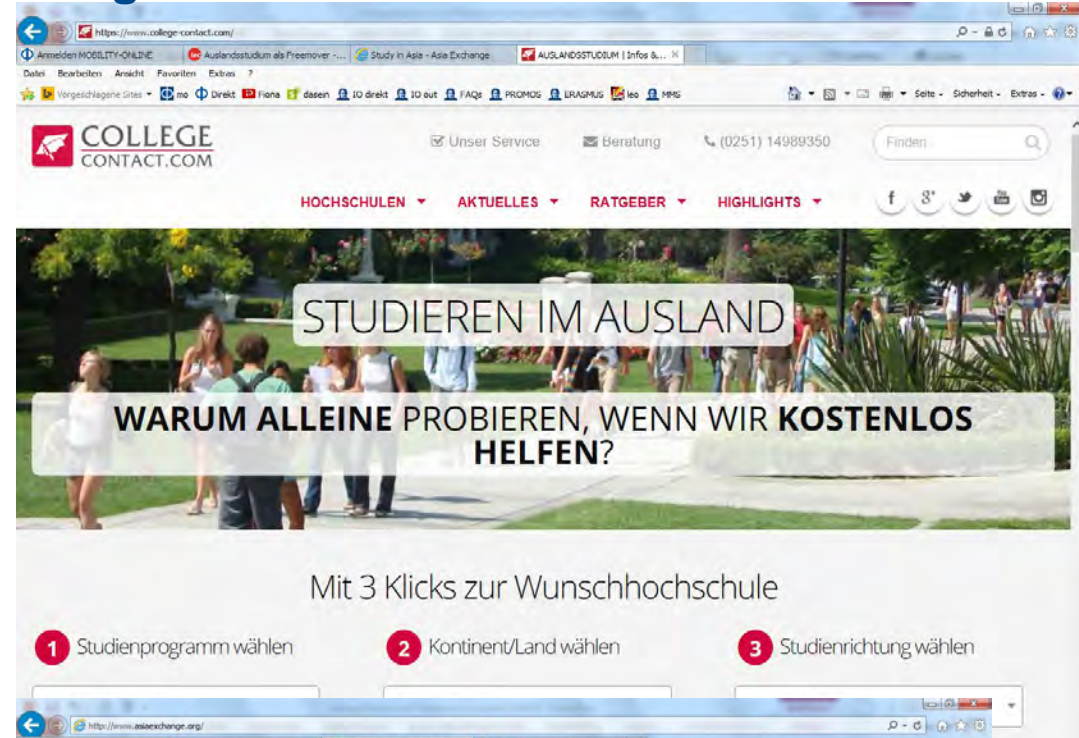 https://www.college-contact.com/
Anmelden MOBILITY-ONLINE
Auslandsstudium als Freemover -...
Study in Asia - Asia Exchange
AUSLANDSSTUDIUM | Infos &...
Datei Bearbeiten Ansicht Favoriten Extras ?
Vorgeschlagene Sites mo Direkt Fiona dasein IO direkt IO out FAQs PROMOS ERASMUS leo MMS
Seite Sicherheit Extras
COLLEGE
CONTACT.COM
Unser Service Beratung (0251) 14989350 Finden
HOCHSCHULEN AKTUELLES RATGEBER HIGHLIGHTS
STUDIEREN IM AUSLAND
WARUM ALLEINE PROBIEREN, WENN WIR KOSTENLOS
HELFEN?
Mit 3 Klicks zur Wunschhochschule
1 Studienprogramm wählen
2 Kontinent/Land wählen
3 Studienrichtung wählen
http://www.asiaexchange.org/